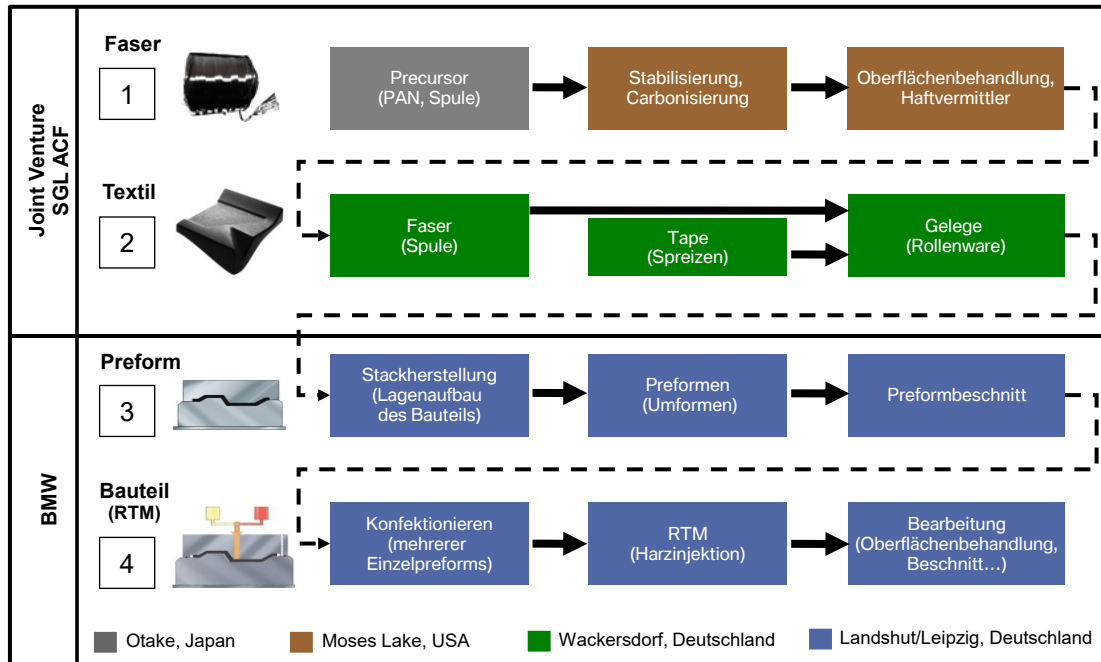 Joint Venture
SGL ACF
Faser
1
Precursor
(PAN, Spule)
Stabilisierung,
Carbonisierung
Oberflächenbehandlung,
Haftvermittler
Textil
2
Faser
(Spule)
Tape
(Spreizen)
Gelege
(Rollenware)
BMW
Preform
3
Stackherstellung
(Lagenaufbau
des Bauteils)
Preformen
(Umformen)
Preformbeschnitt
Bauteil
(RTM)
4
Konfektionieren
(mehrerer
Einzelpreforms)
RTM
(Harzinjektion)
Bearbeitung
(Oberflächenbehandlung,
Beschnitt…)
Otake, Japan
Moses Lake, USA
Wackersdorf, Deutschland
Landshut/Leipzig, Deutschland